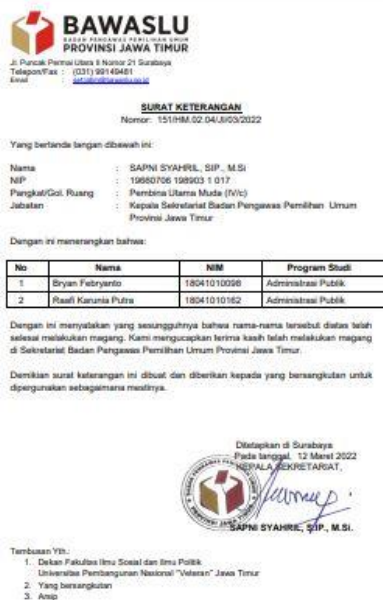 BAWASLU
BADAN PENGAWAS PEMILIHAN UMUM
PROVINSI JAWA TIMUR
Jl. Puncak Permai Utara II Nomor 21 Surabaya
Telepon/Fax : (031) 99149481
Email :
SURAT KETERANGAN
Nomor: 151/HM.02.04/JI/03/2022
Yang bertanda tangan dibawah ini:
Nama : SAPNI SYAHRIL, SIP., M.Si
NIP : 19660706 198903 1 017
Pangkat/Gol. Ruang : Pembina Utama Muda (IV/c)
Jabatan : Kepala Sekretariat Badan Pengawas Pemilihan Umum
Provinsi Jawa Timur
Dengan ini menerangkan bahwa:
No Nama NIM Program Studi
1 Bryan Febryanto 18041010098 Administrasi Publik
2 Raafi Karunia Putra 18041010162 Administrasi Publik
Dengan ini menyatakan yang sesungguhnya bahwa nama-nama tersebut diatas telah
selesai melakukan magang. Kami mengucapkan terima kasih telah melakukan magang
di Sekretariat Badan Pengawas Pemilihan Umum Provinsi Jawa Timur.
Demikian surat keterangan ini dibuat dan diberikan kepada yang bersangkutan untuk
dipergunakan sebagaimana mestinya.
Ditetapkan di Surabaya
Pada tanggal, 12 Maret 2022
KEPALA SEKRETARIAT,
SAPNI SYAHRIL, S.IP., M.Si.
Tembusan Yth.:
1. Dekan Fakultas Ilmu Sosial dan Ilmu Politik
Universitas Pembangunan Nasional "Veteran" Jawa Timur
2. Yang bersangkutan
3. Arsip